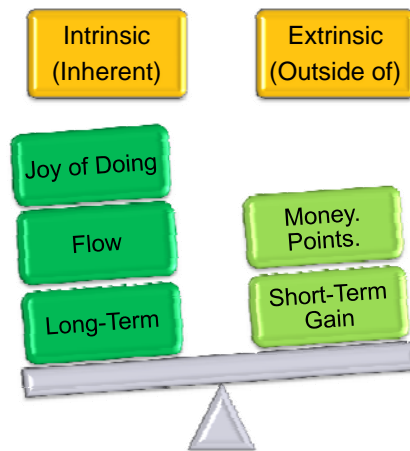 Intrinsic
(Inherent)
Extrinsic
(Outside of)
Joy of Doing
Flow
Long-Term
Money.
Points.
Short-Term
Gain